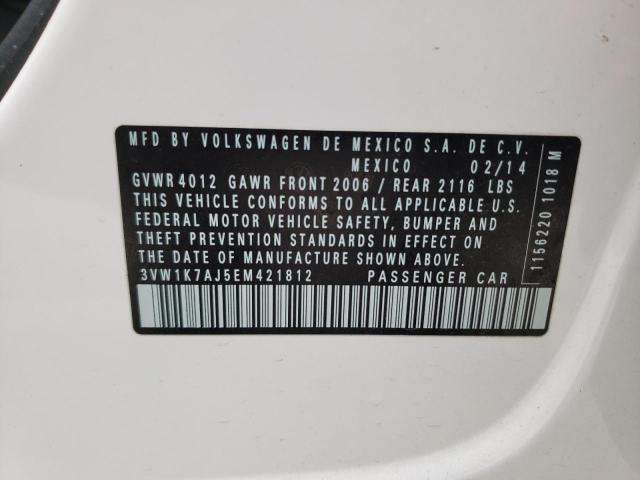 MFD BY VOLKSWAGEN DE MEXICO S.A. DE C.V.
MEXICO 02/14
GVWR 4012 GAWR FRONT 2006 / REAR 2116 LBS
THIS VEHICLE CONFORMS TO ALL APPLICABLE U.S.
FEDERAL MOTOR VEHICLE SAFETY, BUMPER AND
THEFT PREVENTION STANDARDS IN EFFECT ON
THE DATE OF MANUFACTURE SHOWN ABOVE.
3VW1K7AJ5EM421812 PASSENGER CAR
1156220 1018 M